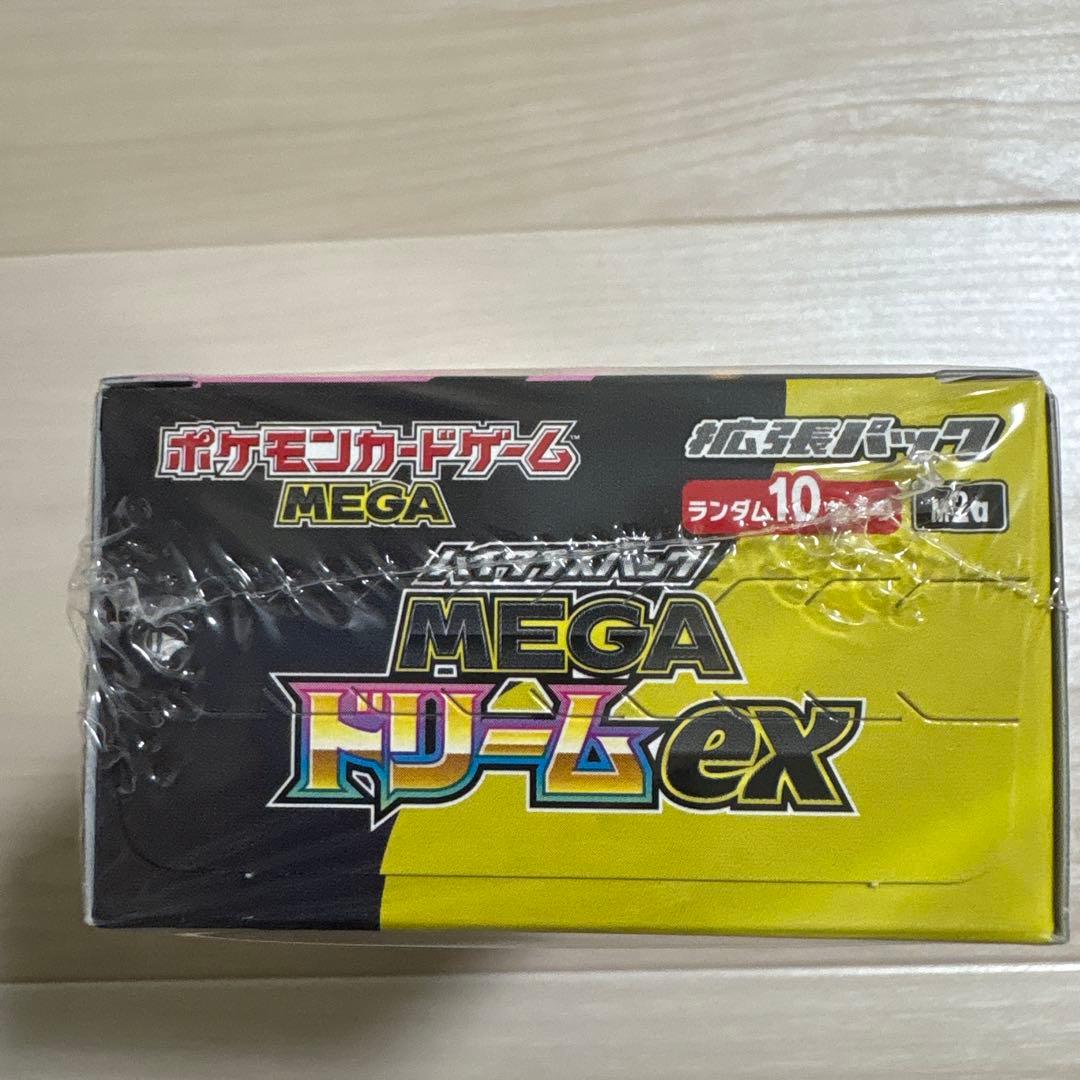 ポケモンカードゲーム™
MEGA
拡張パック
ランダム10
M2a
ハイクラスパック
MEGA
ドリームex